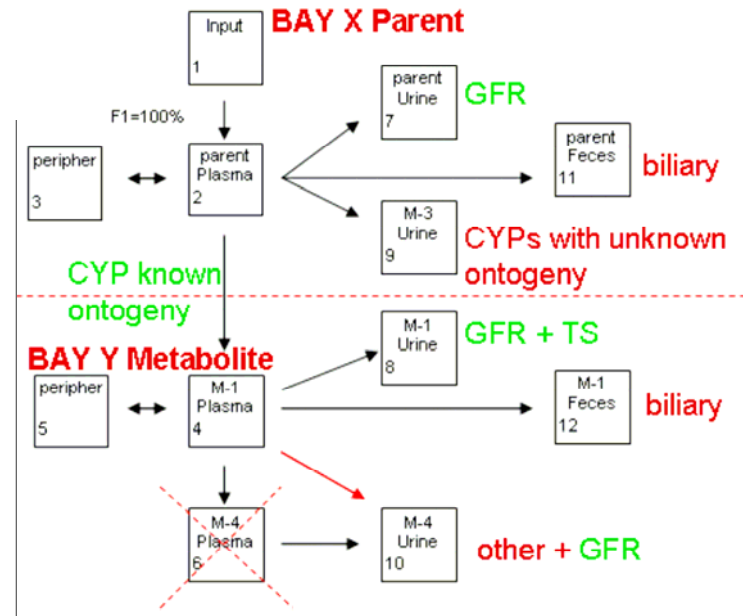 BAY X Parent
Input
1
F1=100%
parent
Urine
7
GFR
peripher
3
parent
Plasma
2
parent
Feces
11
biliary
M-3
Urine
9
CYPs with unknown
ontogeny
CYP known
ontogeny
BAY Y Metabolite
M-1
Urine
8
GFR + TS
peripher
5
M-1
Plasma
4
M-1
Feces
12
biliary
M-4
Plasma
6
M-4
Urine
10
other + GFR